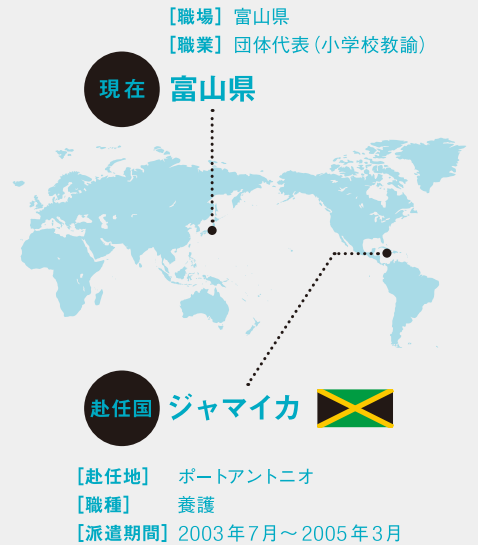 ［職場］ 富山県
［職業］ 団体代表（小学校教諭）
現在 富山県
赴任国 ジャマイカ
［赴任地］ ポートアントニオ
［職種］ 養護
［派遣期間］ 2003年7月～2005年3月